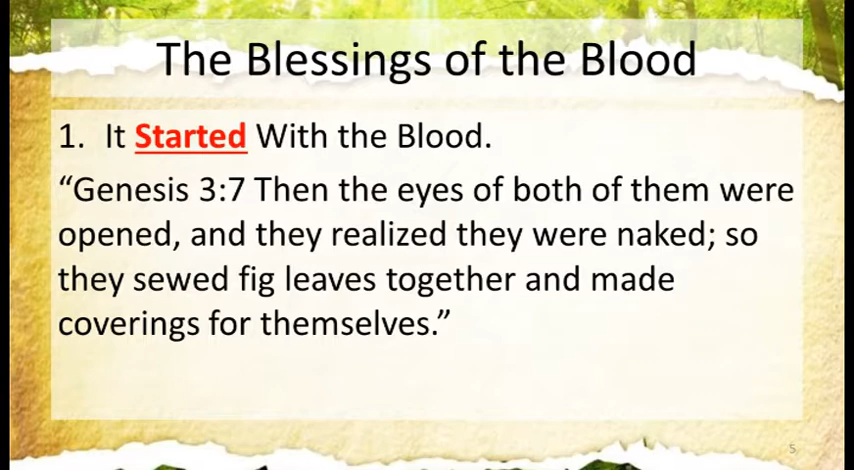 The Blessings of the Blood
1. It Started With the Blood.
“Genesis 3:7 Then the eyes of both of them were
opened, and they realized they were naked; so
they sewed fig leaves together and made
coverings for themselves.”
5